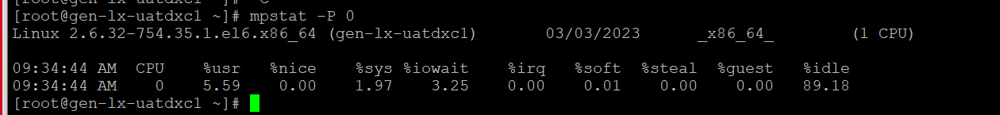 [root@gen-lx-uatdxc1 ~]# mpstat -P 0
Linux 2.6.32-754.35.1.el6.x86_64 (gen-lx-uatdxc1) 03/03/2023 _x86_64_ (1 CPU)
09:34:44 AM CPU %usr %nice %sys %iowait %irq %soft %steal %guest %idle
09:34:44 AM 0 5.59 0.00 1.97 3.25 0.00 0.01 0.00 0.00 89.18
[root@gen-lx-uatdxc1 ~]#